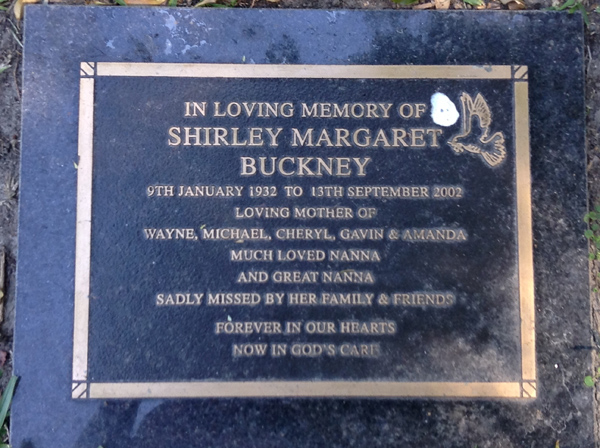 IN LOVING MEMORY OF
SHIRLEY MARGARET
BUCKNEY
9TH JANUARY 1932 TO 13TH SEPTEMBER 2002
LOVING MOTHER OF
WAYNE, MICHAEL, CHERYL, GAVIN & AMANDA
MUCH LOVED NANNA
AND GREAT NANNA
SADLY MISSED BY HER FAMILY & FRIENDS
FOREVER IN OUR HEARTS
NOW IN GOD'S CARE